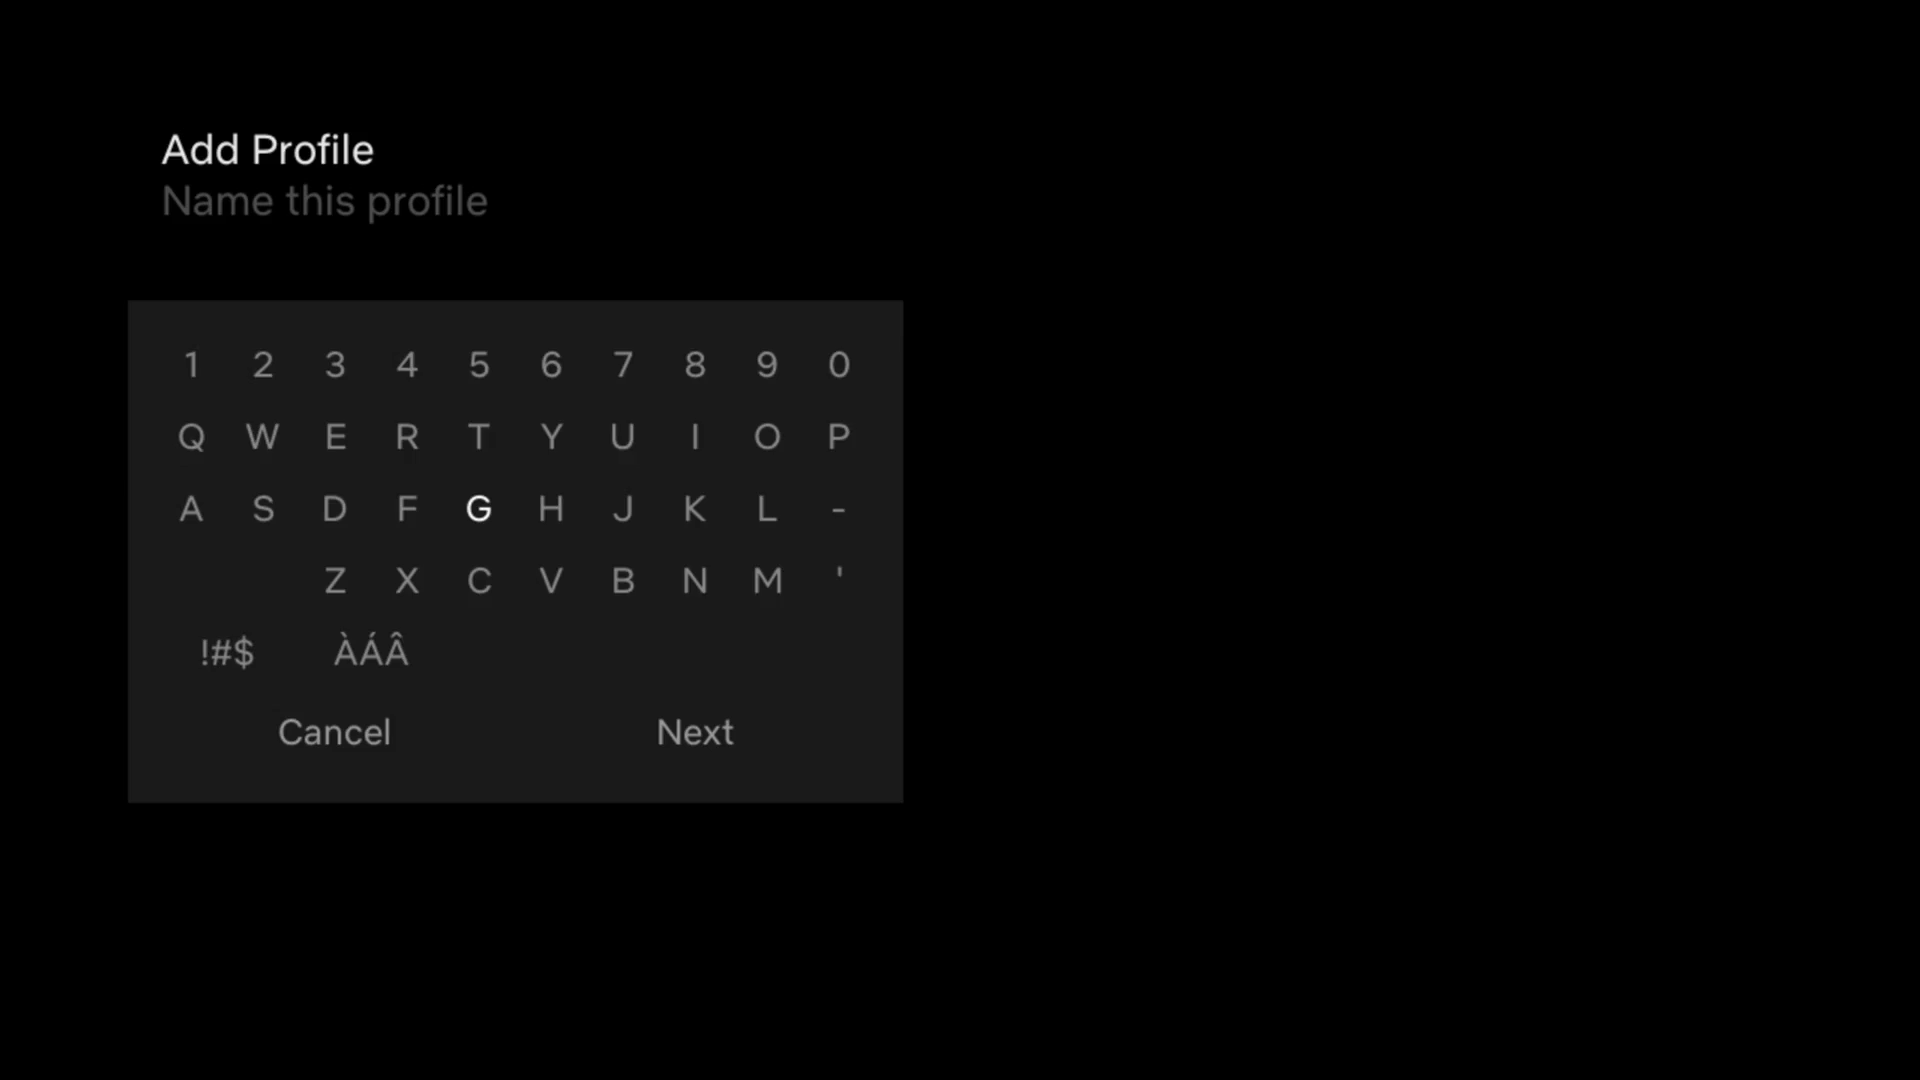 Add Profile
Name this profile
1 2 3 4 5 6 7 8 9 0
Q W E R T Y U I O P
A S D F G H J K L -
Z X C V B N M '
!#$ ÀÁÂ
Cancel Next